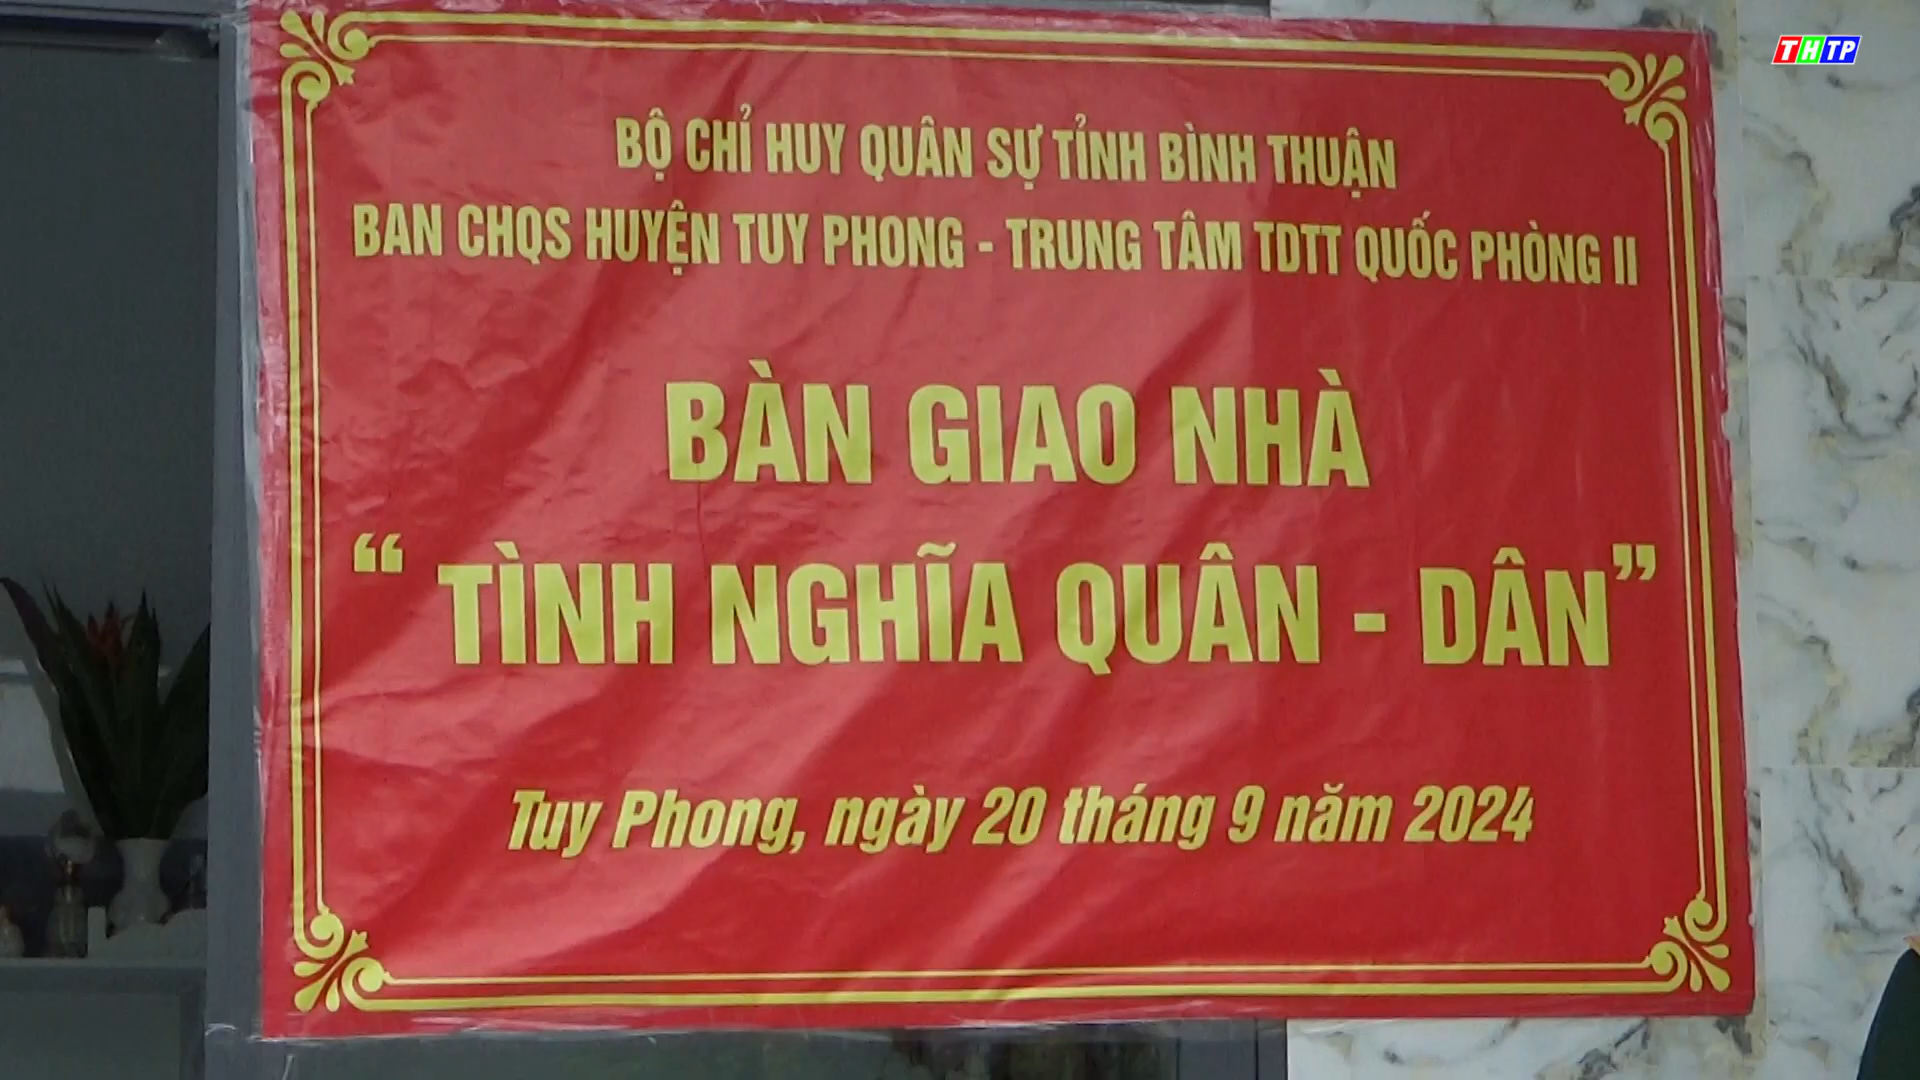 THTP
BỘ CHỈ HUY QUÂN SỰ TỈNH BÌNH THUẬN
BAN CHQS HUYỆN TUY PHONG - TRUNG TÂM TDTT QUỐC PHÒNG II
BÀN GIAO NHÀ
“ TÌNH NGHĨA QUÂN - DÂN”
Tuy Phong, ngày 20 tháng 9 năm 2024